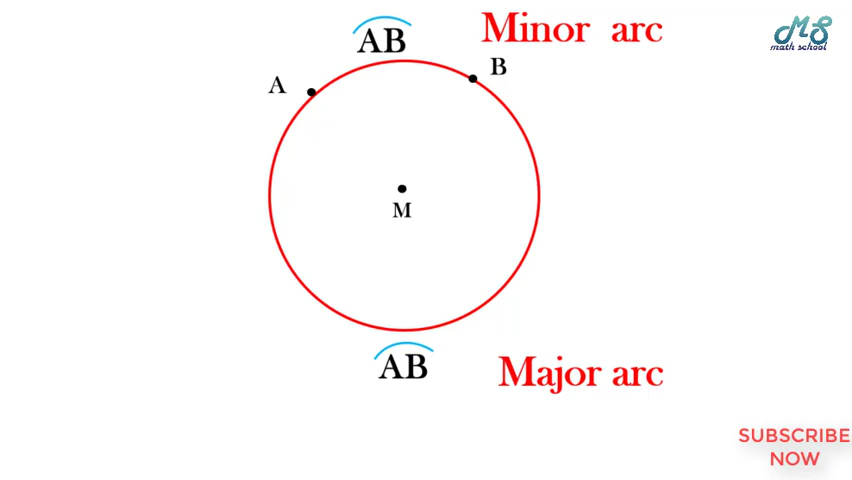 Minor arc
AB
A
B
M
AB
Major arc
MS
math school
SUBSCRIBE
NOW